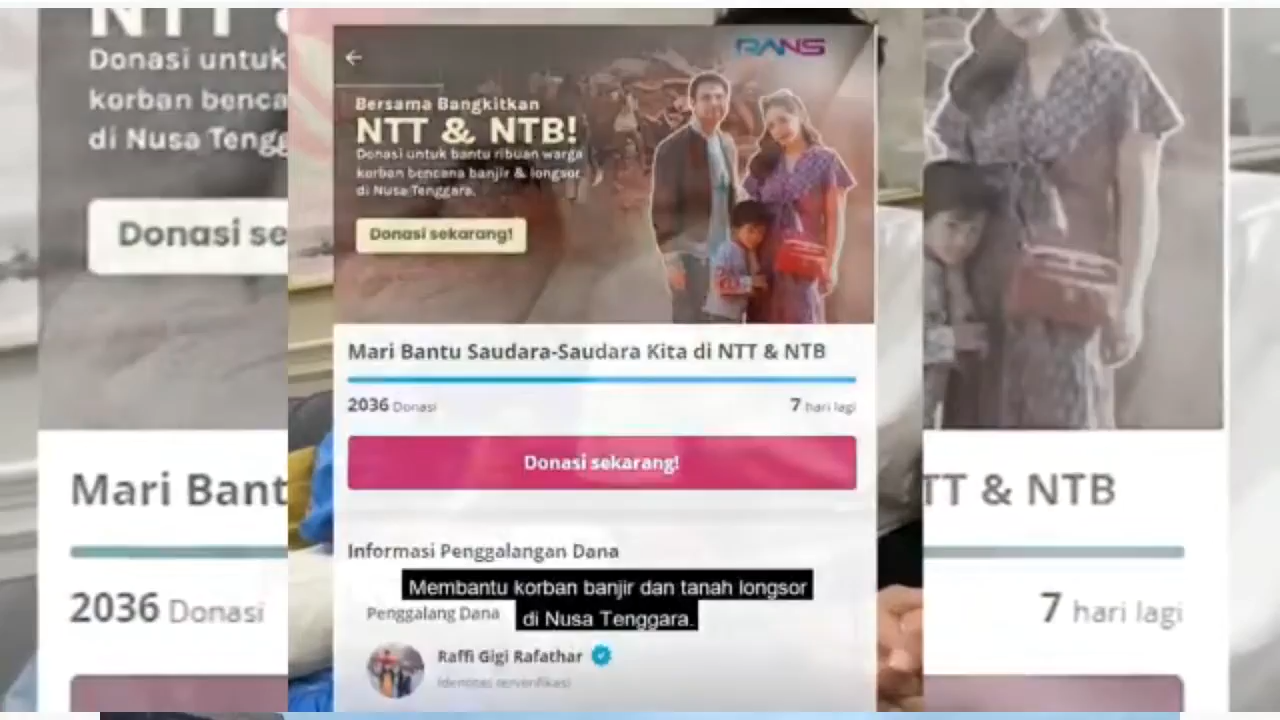 RANS
Bersama Bangkitkan
NTT & NTB!
Donasi untuk bantu ribuan warga
korban bencana banjir & longsor
di Nusa Tenggara.
Donasi sekarang!
Mari Bantu Saudara-Saudara Kita di NTT & NTB
2036 Donasi
7 hari lagi
Donasi sekarang!
Informasi Penggalangan Dana
Membantu korban banjir dan tanah longsor
di Nusa Tenggara.
Penggalang Dana
Raffi Gigi Rafathar
Identitas terverifikasi
NTT &
Donasi untuk
korban benca
di Nusa Tengg
Donasi se
Mari Bant
2036 Donasi
TT & NTB
7 hari lagi